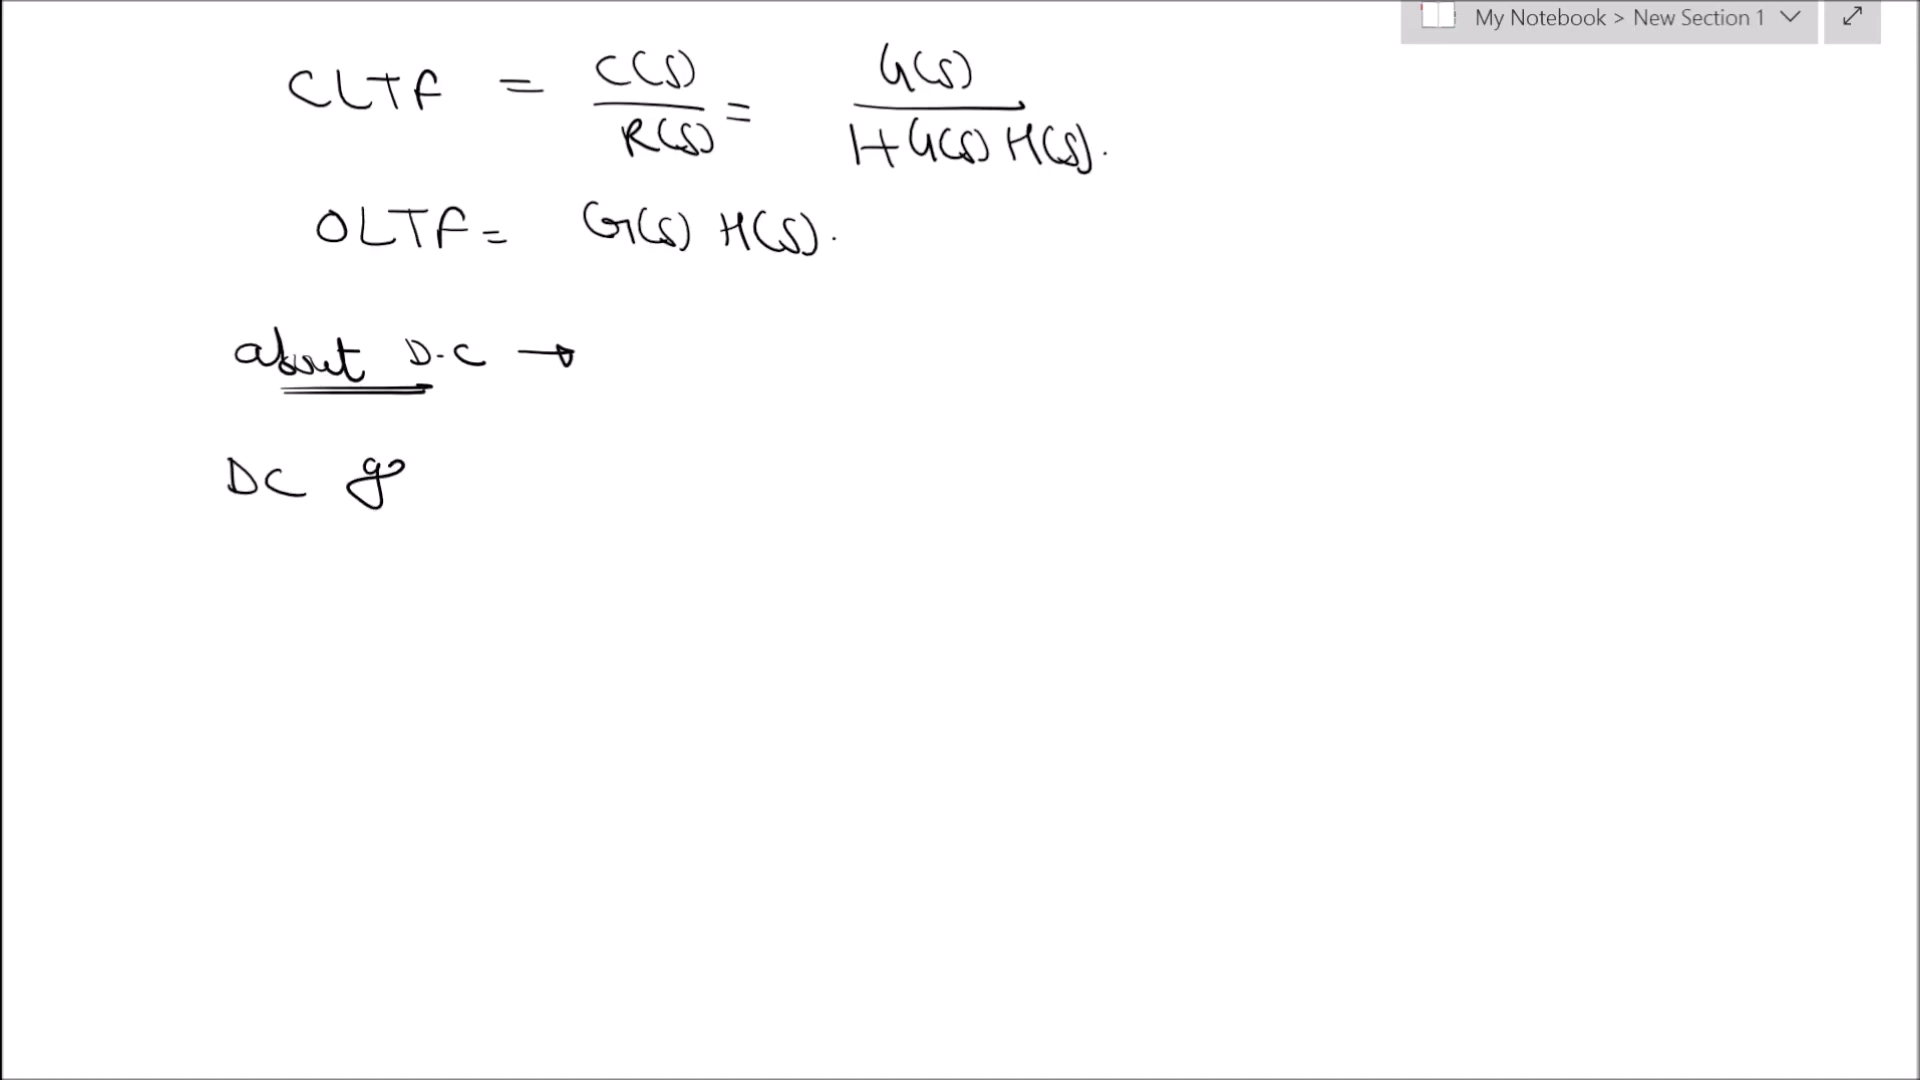 My Notebook > New Section 1
CLTF = C(S)/R(S) = G(S)/1+G(S) H(S).
OLTF = G(S) H(S).
about D.C →
DC